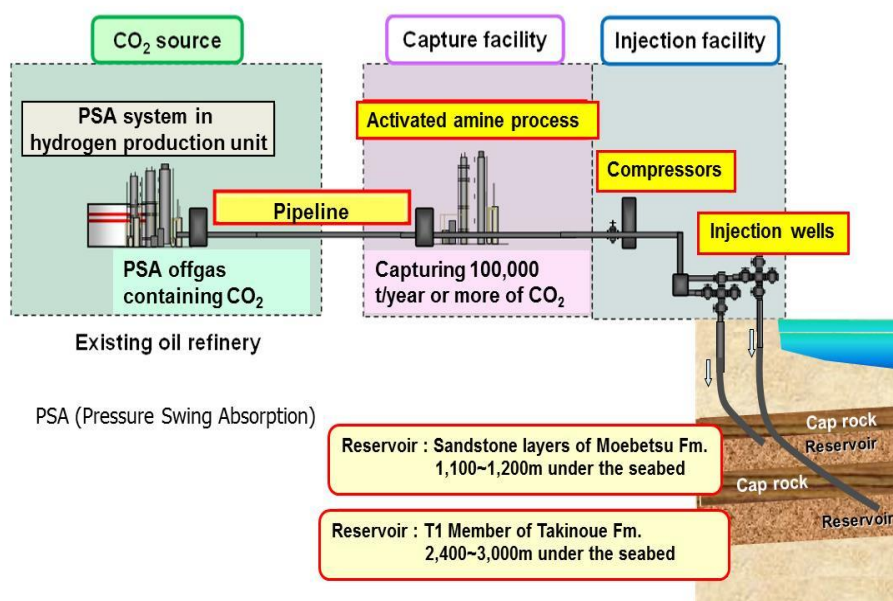 CO₂ source
Capture facility
Injection facility
PSA system in
hydrogen production unit
Activated amine process
Compressors
Pipeline
Injection wells
PSA offgas
containing CO₂
Capturing 100,000
t/year or more of CO₂
Existing oil refinery
PSA (Pressure Swing Absorption)
Cap rock
Reservoir
Reservoir : Sandstone layers of Moebetsu Fm.
1,100~1,200m under the seabed
Cap rock
Reservoir
Reservoir : T1 Member of Takinoue Fm.
2,400~3,000m under the seabed